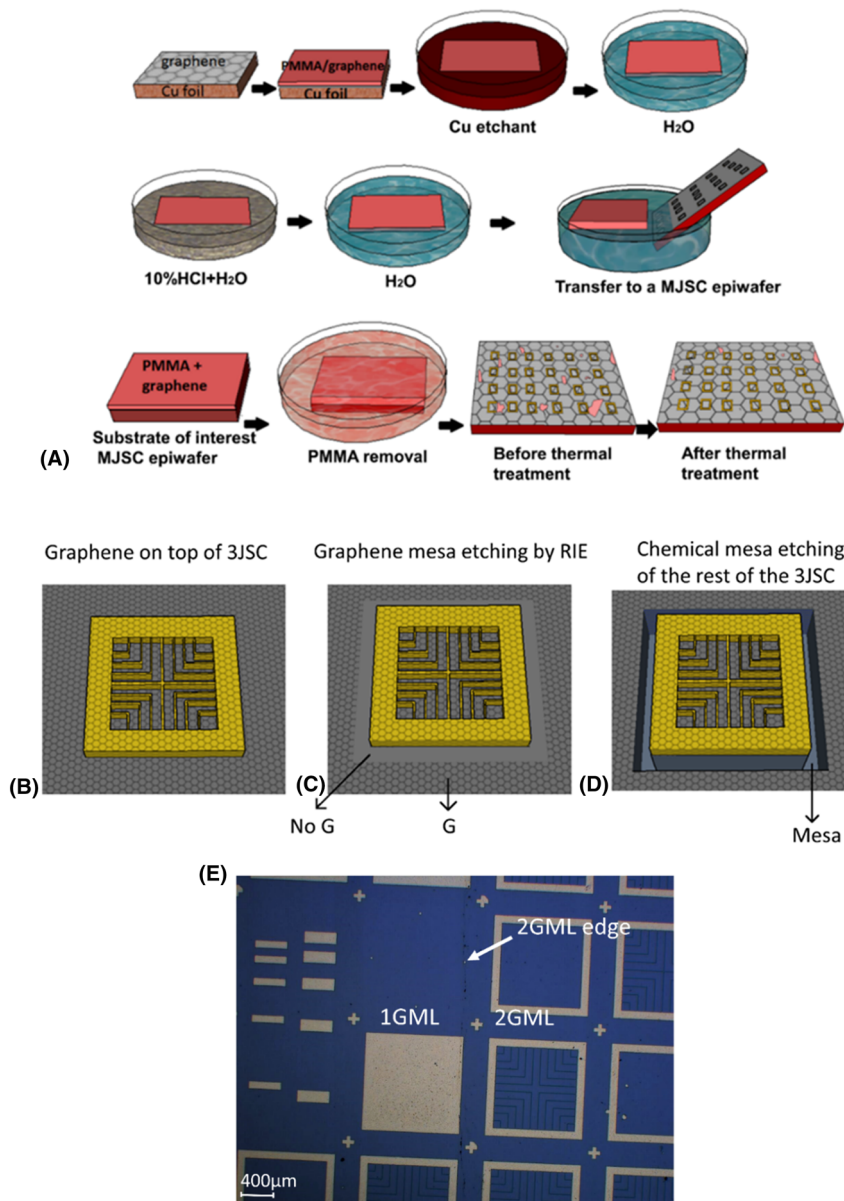 graphene
Cu foil
PMMA/graphene
Cu foil
Cu etchant
H₂O
10%HCl+H₂O
H₂O
Transfer to a MJSC epiwafer
PMMA +
graphene
Substrate of interest
MJSC epiwafer
PMMA removal
Before thermal
treatment
After thermal
treatment
(A)
Graphene on top of 3JSC
Graphene mesa etching by RIE
Chemical mesa etching
of the rest of the 3JSC
(B)
(C)
(D)
No G
G
Mesa
(E)
2GML edge
1GML
2GML
400µm